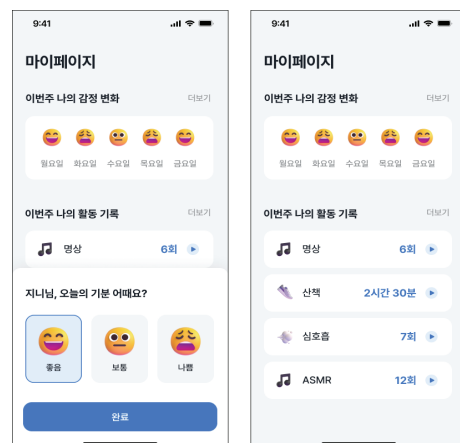 9:41
마이페이지
이번주 나의 감정 변화 더보기
월요일 화요일 수요일 목요일 금요일
이번주 나의 활동 기록 더보기
명상 6회
지니님, 오늘의 기분 어때요?
좋음 보통 나쁨
완료
9:41
마이페이지
이번주 나의 감정 변화 더보기
월요일 화요일 수요일 목요일 금요일
이번주 나의 활동 기록 더보기
명상 6회
산책 2시간 30분
심호흡 7회
ASMR 12회